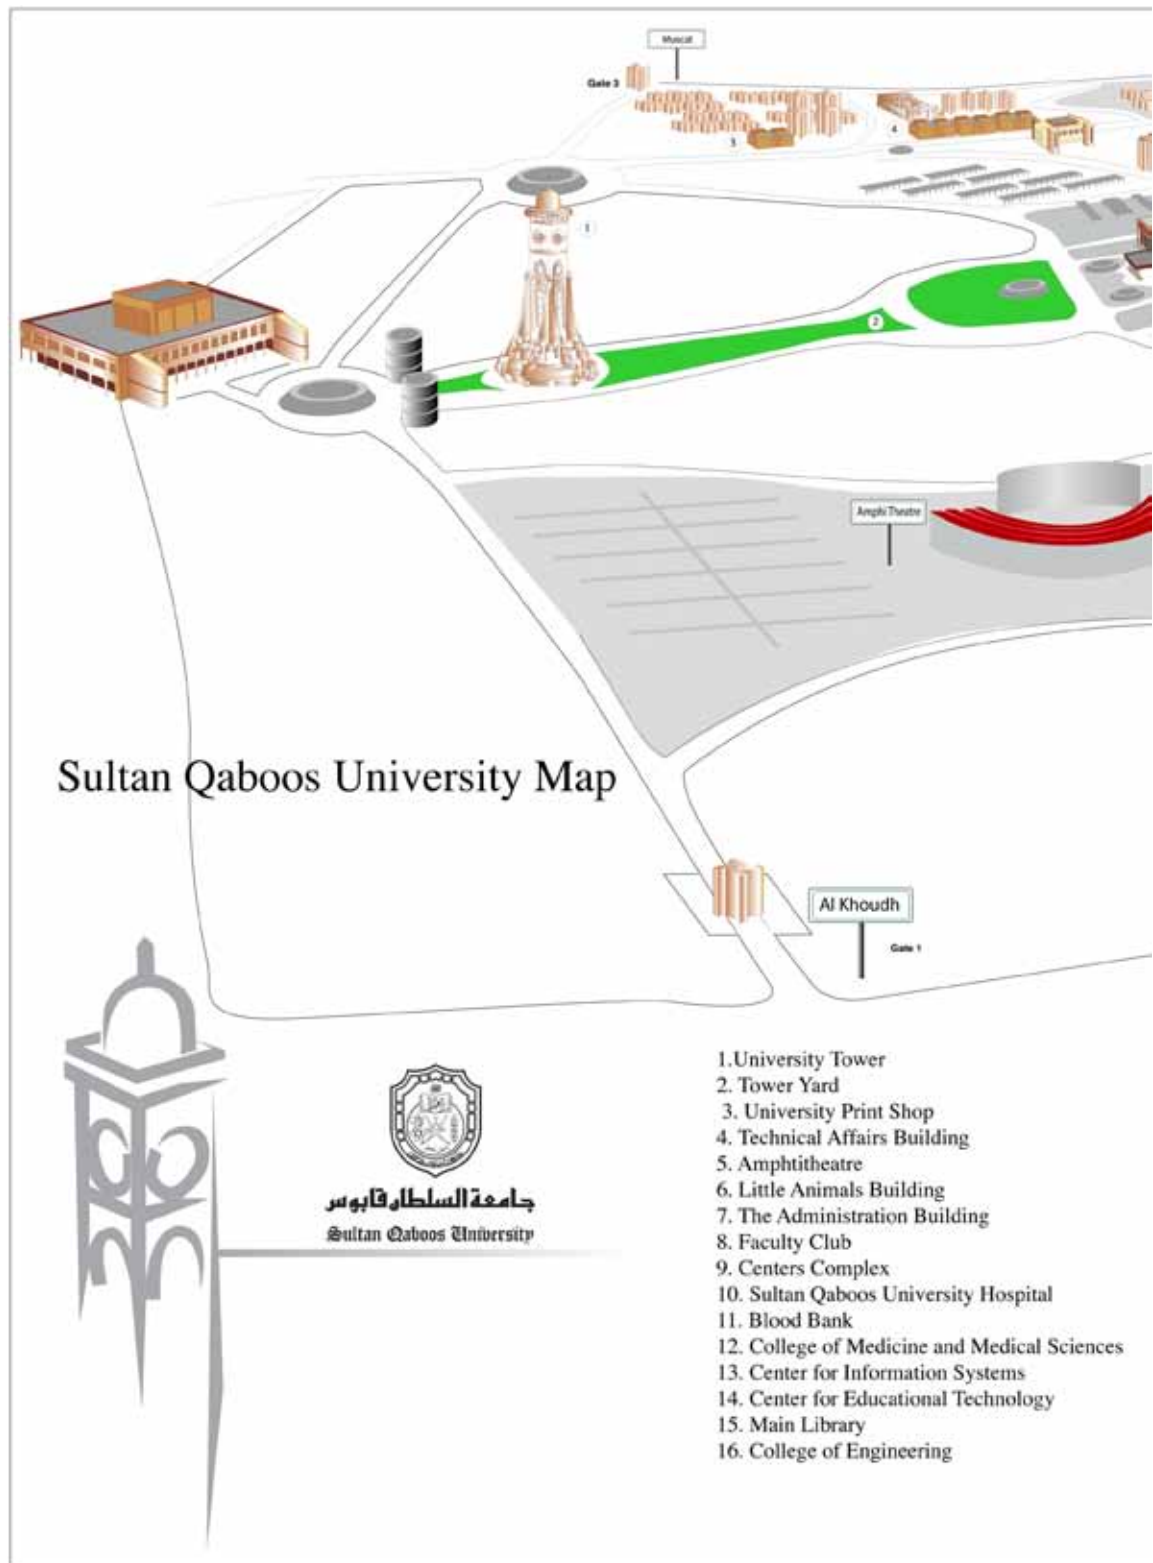 Muscat
Gate 3
4
3
1
2
Amphi Theatre
Sultan Qaboos University Map
Al Khoudh
Gate 1
1.University Tower
2. Tower Yard
3. University Print Shop
4. Technical Affairs Building
5. Amphtitheatre
6. Little Animals Building
7. The Administration Building
8. Faculty Club
9. Centers Complex
10. Sultan Qaboos University Hospital
11. Blood Bank
12. College of Medicine and Medical Sciences
13. Center for Information Systems
14. Center for Educational Technology
15. Main Library
16. College of Engineering
جامعة السلطان قابوس
Sultan Qaboos University